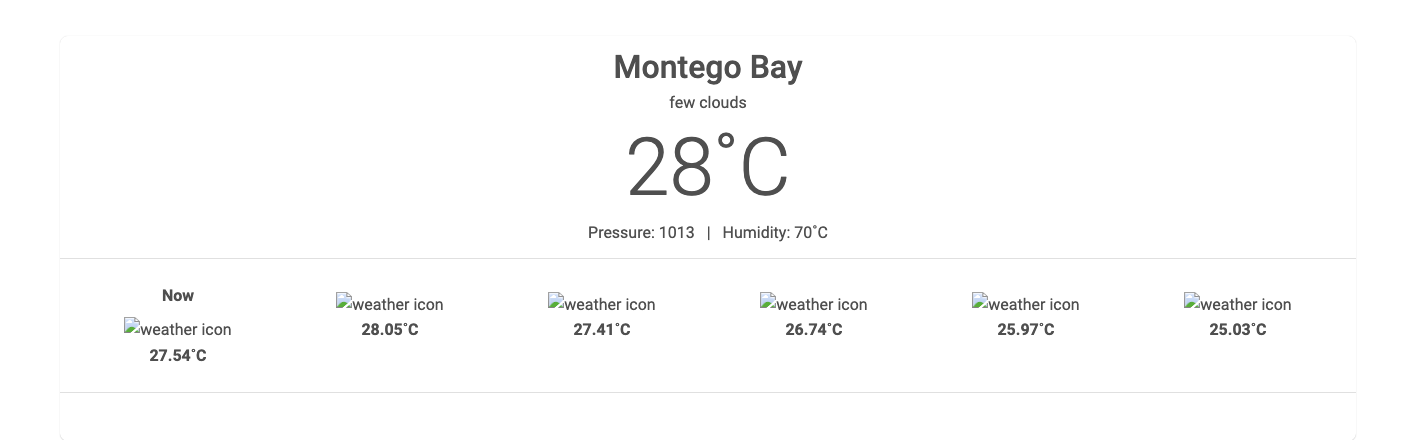 Montego Bay
few clouds
28˚C
Pressure: 1013 | Humidity: 70˚C
Now
weather icon
27.54˚C
weather icon
28.05˚C
weather icon
27.41˚C
weather icon
26.74˚C
weather icon
25.97˚C
weather icon
25.03˚C